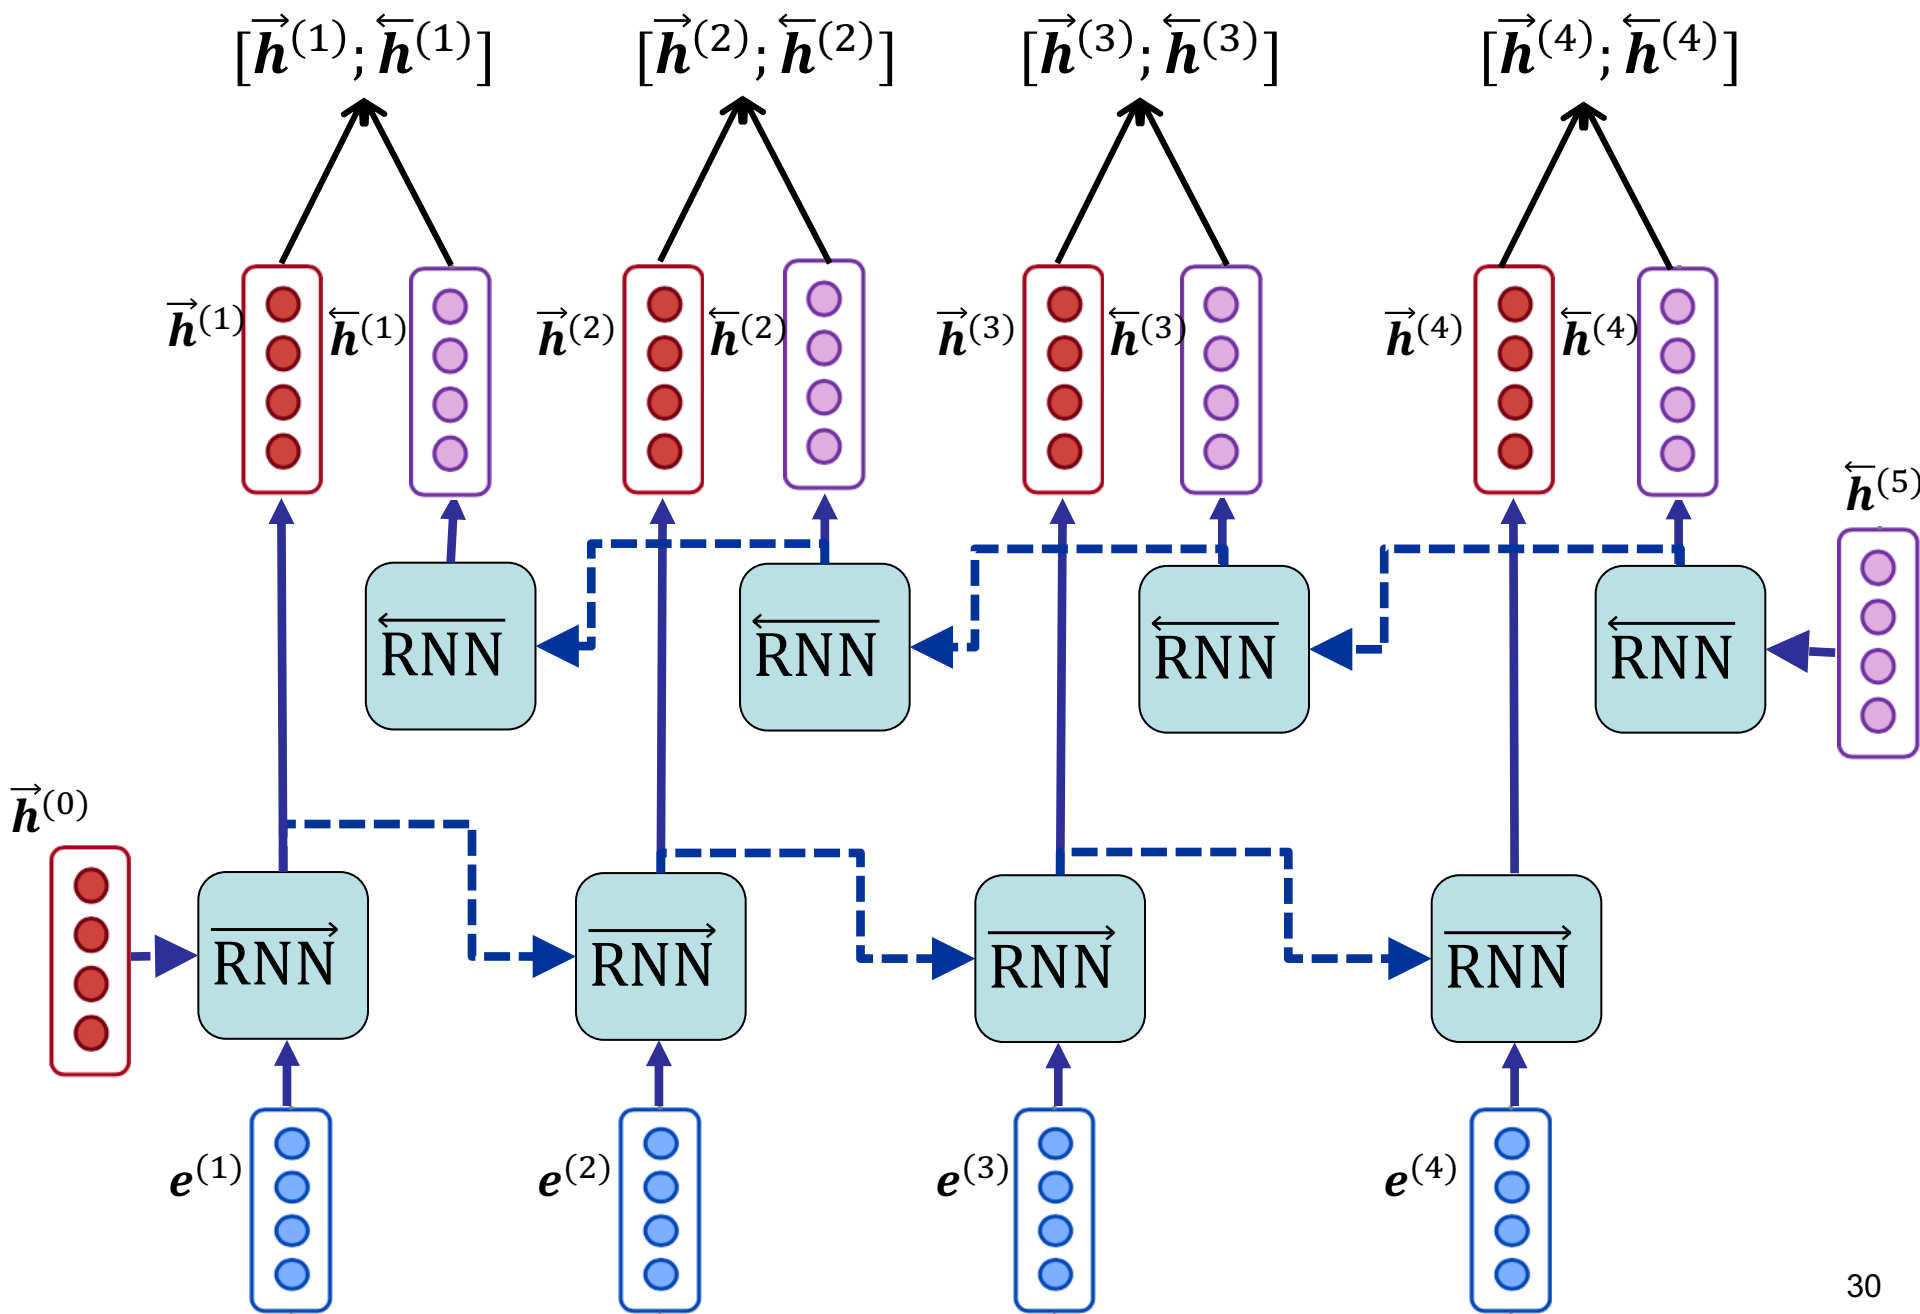 [→h⁽¹⁾; ←h⁽¹⁾] [→h⁽²⁾; ←h⁽²⁾] [→h⁽³⁾; ←h⁽³⁾] [→h⁽⁴⁾; ←h⁽⁴⁾]
→h⁽¹⁾ ←h⁽¹⁾ →h⁽²⁾ ←h⁽²⁾ →h⁽³⁾ ←h⁽³⁾ →h⁽⁴⁾ ←h⁽⁴⁾
←h⁽⁵⁾
←RNN ←RNN ←RNN ←RNN
→h⁽⁰⁾
→RNN →RNN →RNN →RNN
e⁽¹⁾ e⁽²⁾ e⁽³⁾ e⁽⁴⁾
30